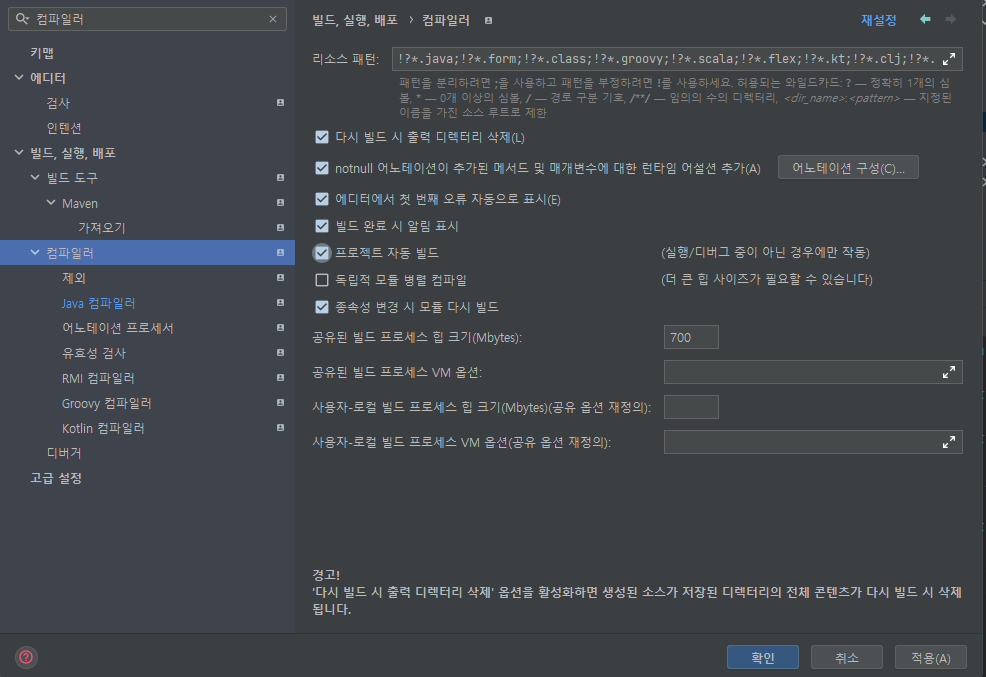 컴파일러
키맵
에디터
검사
인텐션
빌드, 실행, 배포
빌드 도구
Maven
가져오기
컴파일러
제외
Java 컴파일러
어노테이션 프로세서
유효성 검사
RMI 컴파일러
Groovy 컴파일러
Kotlin 컴파일러
디버거
고급 설정
빌드, 실행, 배포 › 컴파일러 재설정
리소스 패턴: !?*.java;!?*.form;!?*.class;!?*.groovy;!?*.scala;!?*.flex;!?*.kt;!?*.clj;!?*.
패턴을 분리하려면 ;을 사용하고 패턴을 부정하려면 !를 사용하세요. 허용되는 와일드카드: ? — 정확히 1개의 심
볼, * — 0개 이상의 심볼, / — 경로 구분 기호, /**/ — 임의의 수의 디렉터리, <dir_name>:<pattern> — 지정된
이름을 가진 소스 루트로 제한
다시 빌드 시 출력 디렉터리 삭제(L)
notnull 어노테이션이 추가된 메서드 및 매개변수에 대한 런타임 어설션 추가(A) 어노테이션 구성(C)...
에디터에서 첫 번째 오류 자동으로 표시(E)
빌드 완료 시 알림 표시
프로젝트 자동 빌드 (실행/디버그 중이 아닌 경우에만 작동)
독립적 모듈 병렬 컴파일 (더 큰 힙 사이즈가 필요할 수 있습니다)
종속성 변경 시 모듈 다시 빌드
공유된 빌드 프로세스 힙 크기(Mbytes): 700
공유된 빌드 프로세스 VM 옵션:
사용자-로컬 빌드 프로세스 힙 크기(Mbytes)(공유 옵션 재정의):
사용자-로컬 빌드 프로세스 VM 옵션(공유 옵션 재정의):
경고!
'다시 빌드 시 출력 디렉터리 삭제' 옵션을 활성화하면 생성된 소스가 저장된 디렉터리의 전체 콘텐츠가 다시 빌드 시 삭제
됩니다.
확인 취소 적용(A)